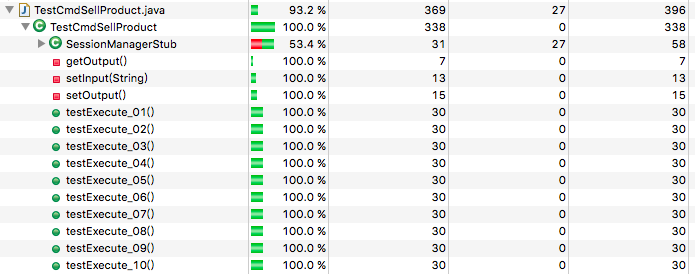 TestCmdSellProduct.java 93.2 % 369 27 396
TestCmdSellProduct 100.0 % 338 0 338
SessionManagerStub 53.4 % 31 27 58
getOutput() 100.0 % 7 0 7
setInput(String) 100.0 % 13 0 13
setOutput() 100.0 % 15 0 15
testExecute_01() 100.0 % 30 0 30
testExecute_02() 100.0 % 30 0 30
testExecute_03() 100.0 % 30 0 30
testExecute_04() 100.0 % 30 0 30
testExecute_05() 100.0 % 30 0 30
testExecute_06() 100.0 % 30 0 30
testExecute_07() 100.0 % 30 0 30
testExecute_08() 100.0 % 30 0 30
testExecute_09() 100.0 % 30 0 30
testExecute_10() 100.0 % 30 0 30